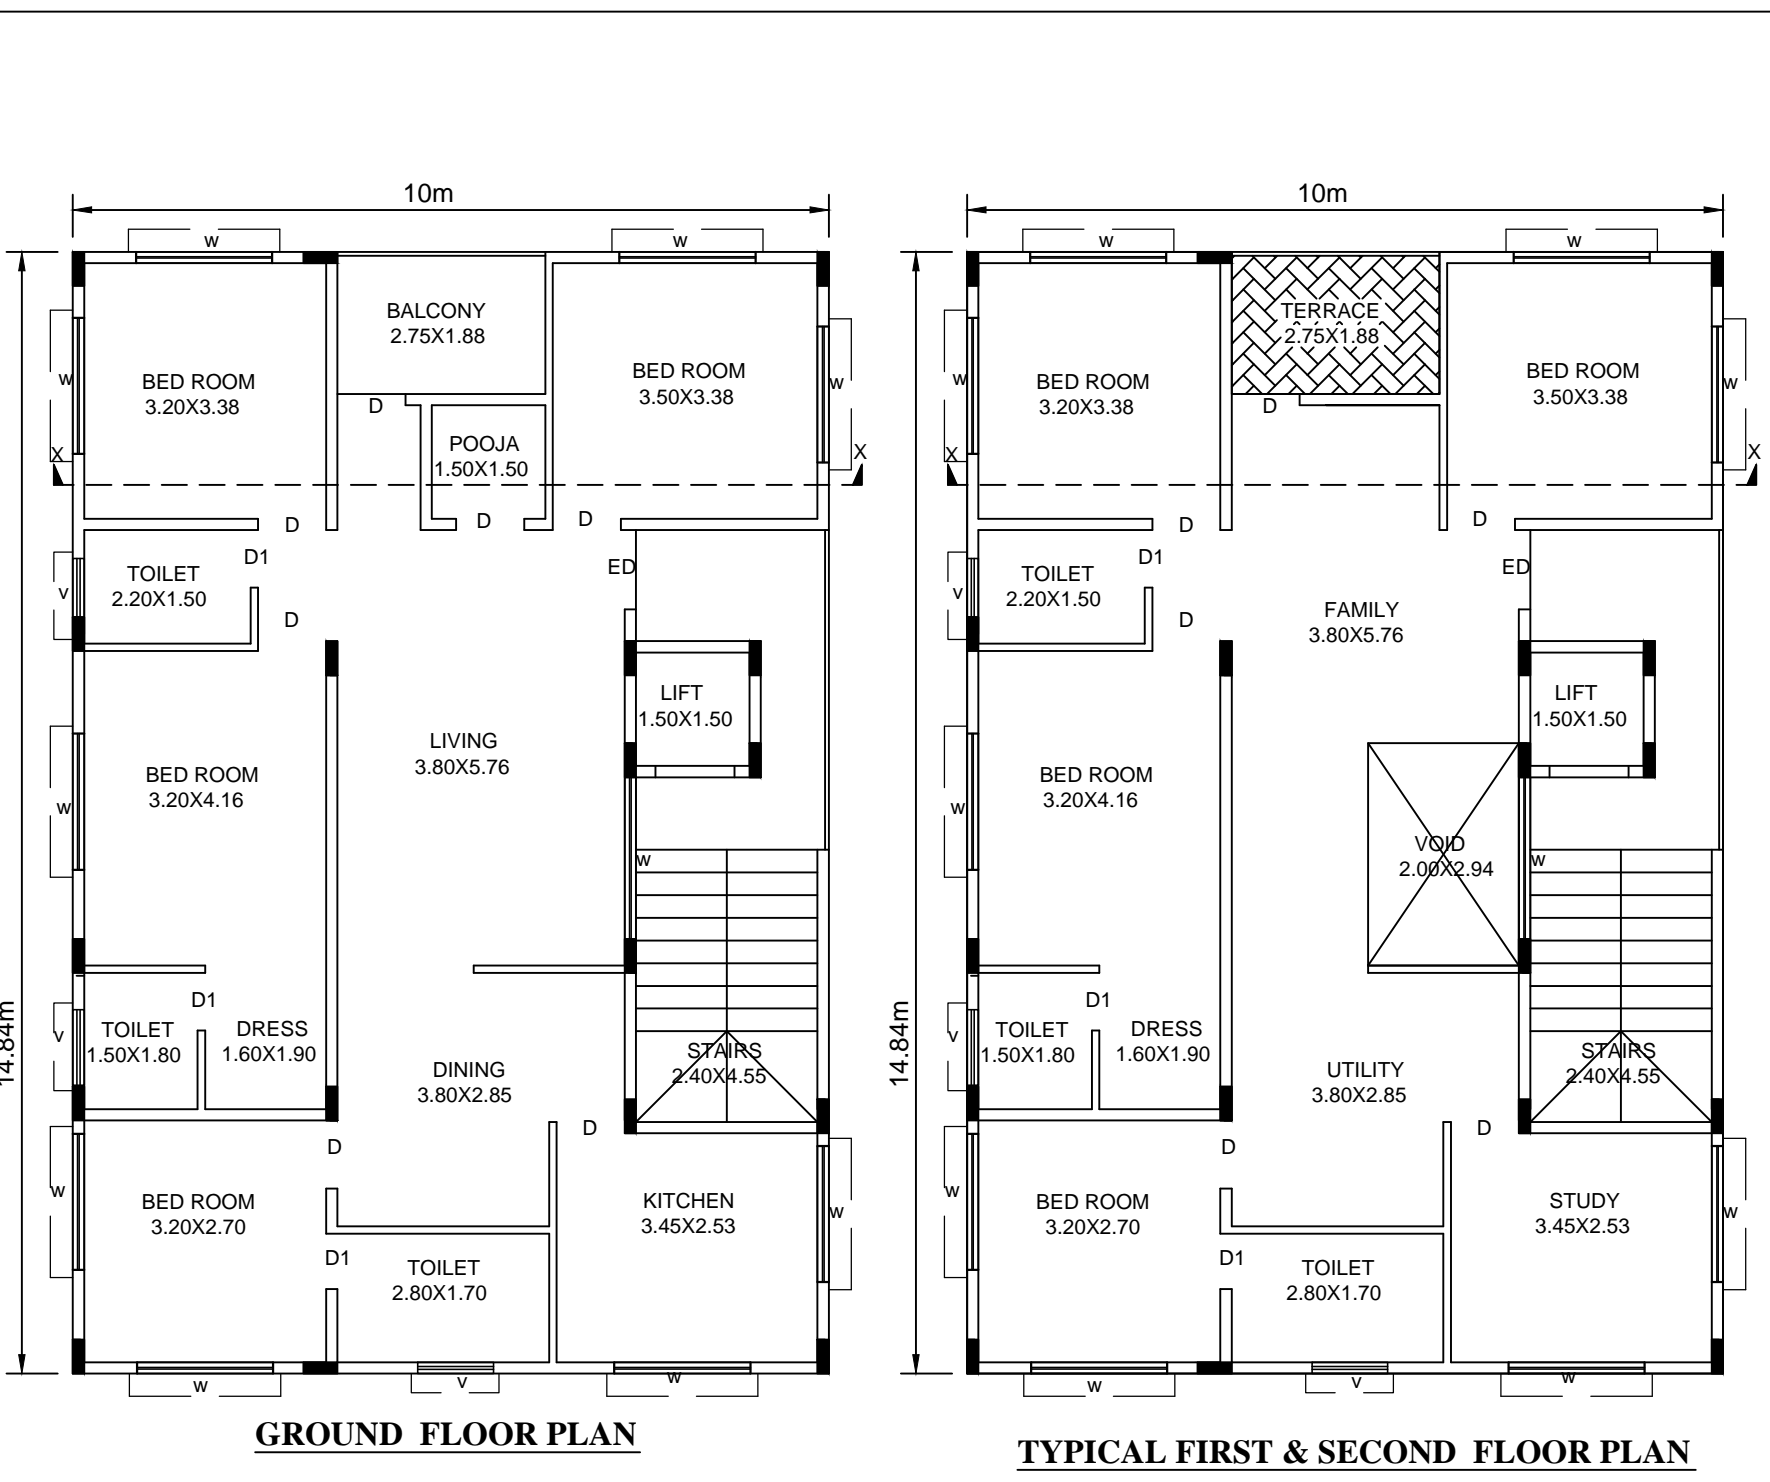 10m
w
w
BALCONY
2.75X1.88
BED ROOM
3.20X3.38
BED ROOM
3.50X3.38
w
w
D
POOJA
1.50X1.50
X
X
D
D
D
D1
ED
TOILET
2.20X1.50
v
D
LIFT
1.50X1.50
LIVING
3.80X5.76
BED ROOM
3.20X4.16
w
w
D1
TOILET
1.50X1.80
DRESS
1.60X1.90
v
14.84m
DINING
3.80X2.85
STAIRS
2.40X4.55
D
D
BED ROOM
3.20X2.70
w
KITCHEN
3.45X2.53
w
D1
TOILET
2.80X1.70
w
v
w
GROUND FLOOR PLAN
10m
w
w
TERRACE
2.75X1.88
BED ROOM
3.20X3.38
BED ROOM
3.50X3.38
w
w
D
X
X
D
D
D1
ED
TOILET
2.20X1.50
v
D
FAMILY
3.80X5.76
LIFT
1.50X1.50
BED ROOM
3.20X4.16
w
VOID
2.00X2.94
w
D1
TOILET
1.50X1.80
DRESS
1.60X1.90
v
14.84m
UTILITY
3.80X2.85
STAIRS
2.40X4.55
D
D
BED ROOM
3.20X2.70
w
STUDY
3.45X2.53
w
D1
TOILET
2.80X1.70
w
v
w
TYPICAL FIRST & SECOND FLOOR PLAN